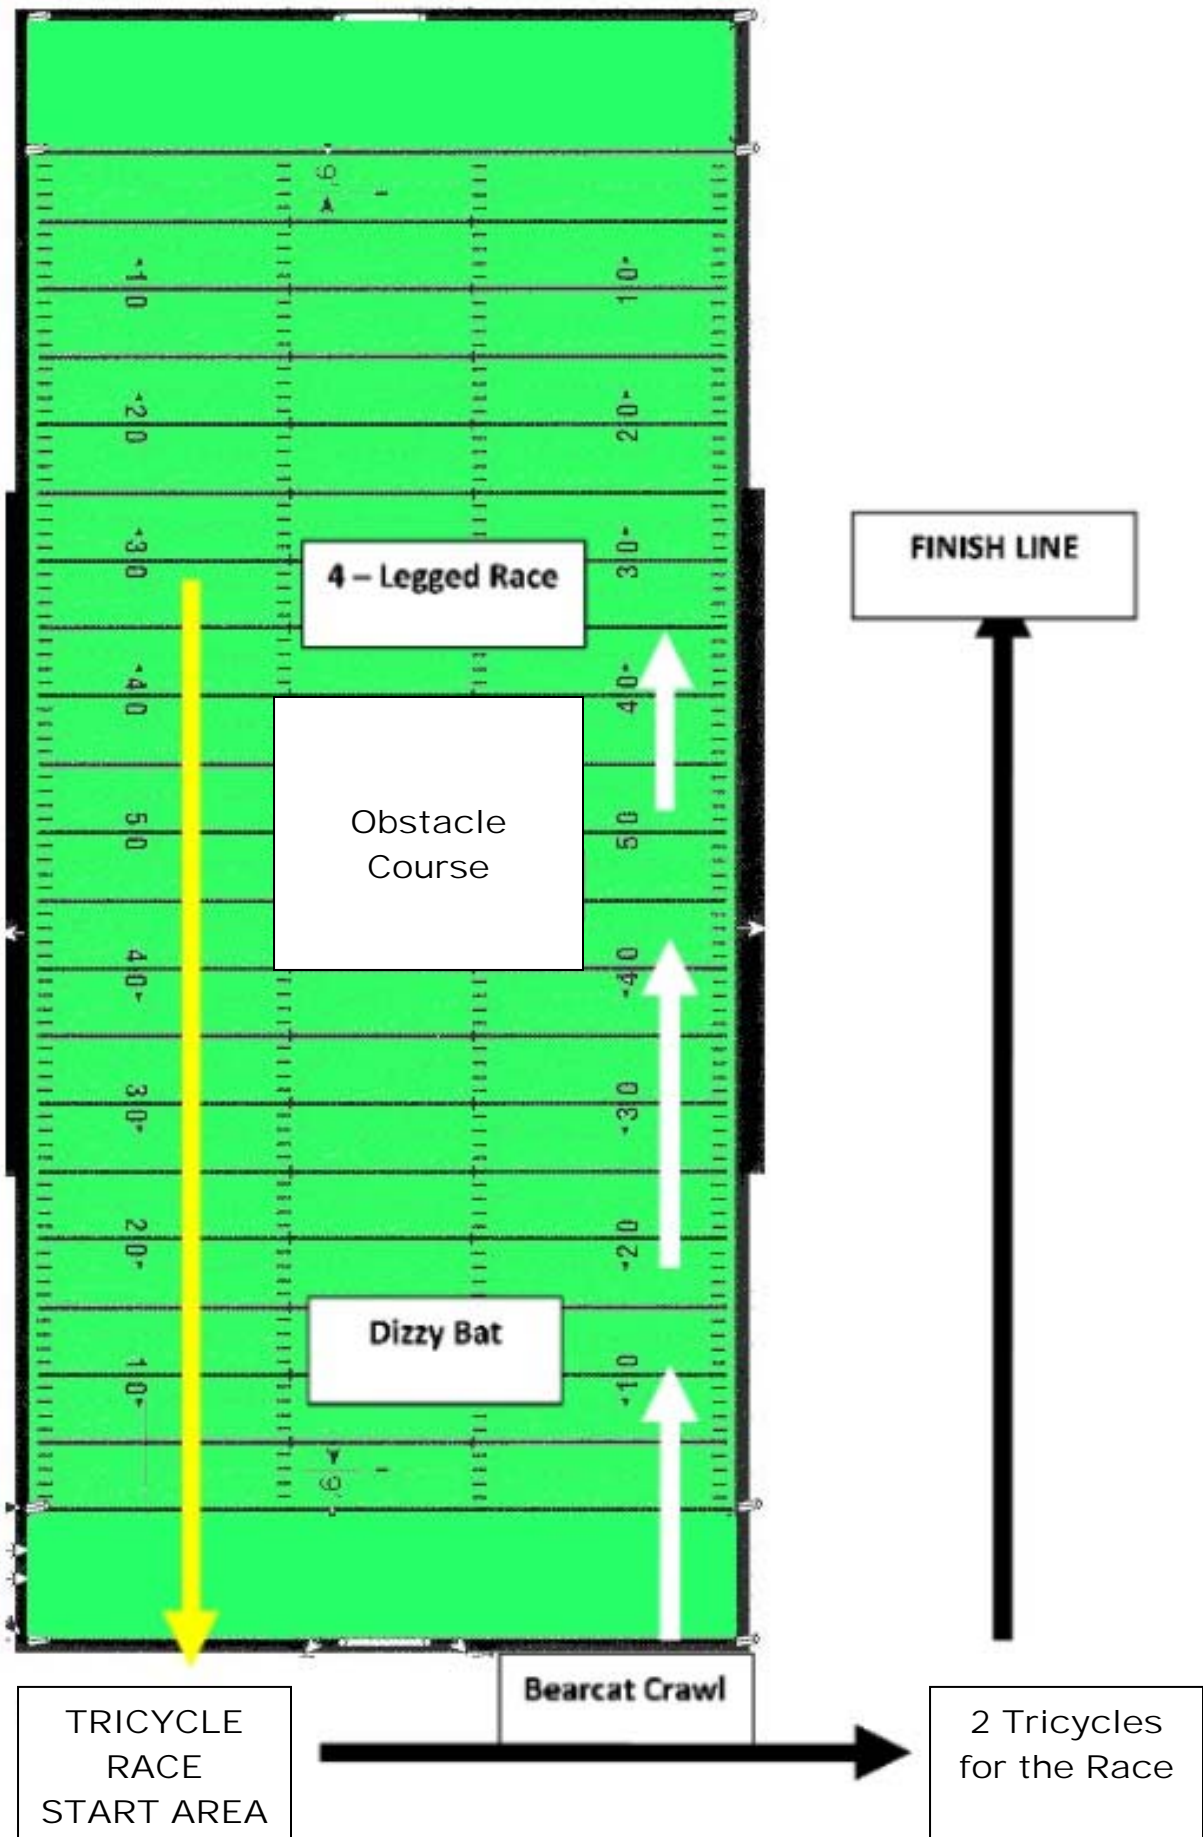 9
10 10
20 20
30 30
4 – Legged Race
FINISH LINE
40 40
50 50
Obstacle
Course
40 40
30 30
20 20
Dizzy Bat
10 10
9
Bearcat Crawl
TRICYCLE
RACE
START AREA
2 Tricycles
for the Race